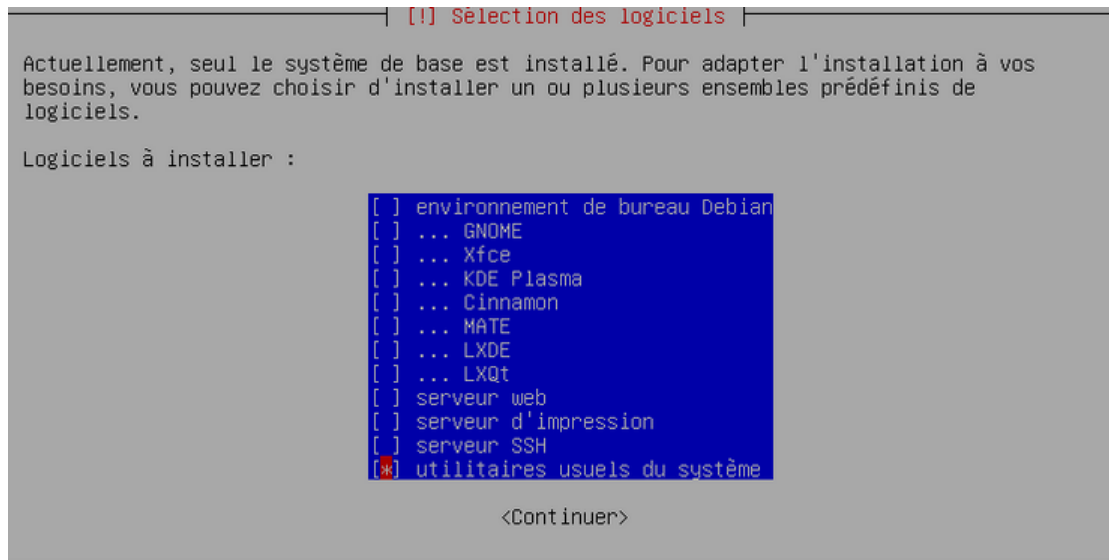 [!] Sélection des logiciels
Actuellement, seul le système de base est installé. Pour adapter l'installation à vos
besoins, vous pouvez choisir d'installer un ou plusieurs ensembles prédéfinis de
logiciels.
Logiciels à installer :
[ ] environnement de bureau Debian
[ ] ... GNOME
[ ] ... Xfce
[ ] ... KDE Plasma
[ ] ... Cinnamon
[ ] ... MATE
[ ] ... LXDE
[ ] ... LXQt
[ ] serveur web
[ ] serveur d'impression
[ ] serveur SSH
[*] utilitaires usuels du système
<Continuer>